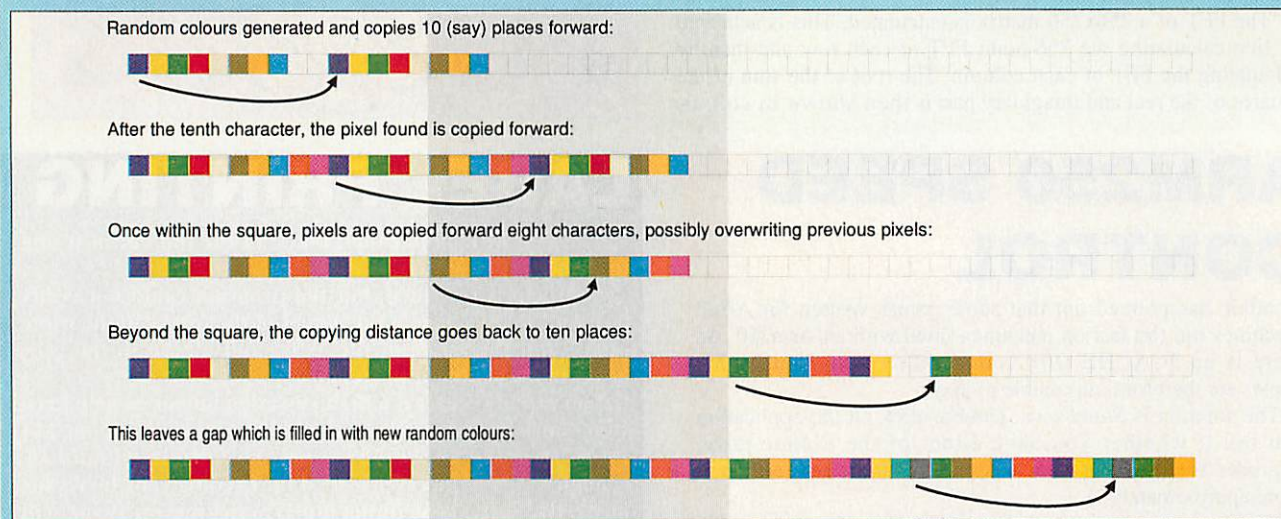 Random colours generated and copies 10 (say) places forward:
After the tenth character, the pixel found is copied forward:
Once within the square, pixels are copied forward eight characters, possibly overwriting previous pixels:
Beyond the square, the copying distance goes back to ten places:
This leaves a gap which is filled in with new random colours: